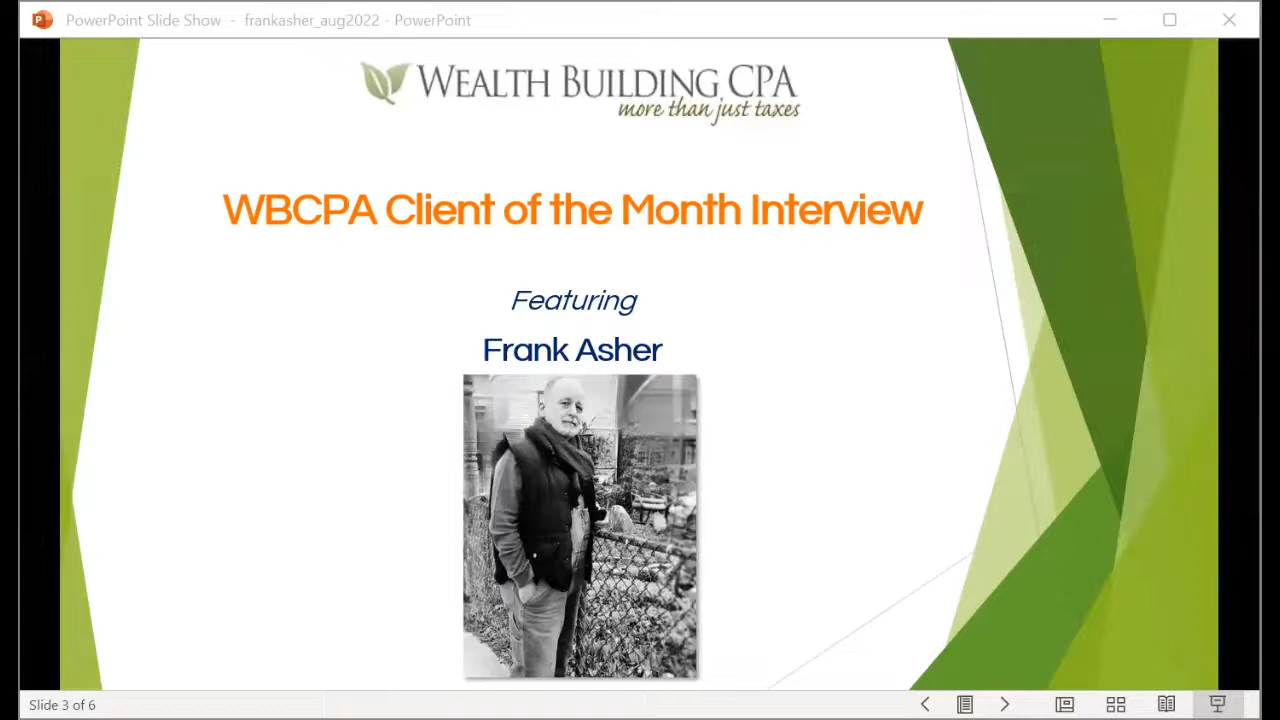 PowerPoint Slide Show - frankasher_aug2022 - PowerPoint
WEALTH BUILDING CPA
more than just taxes
WBCPA Client of the Month Interview
Featuring
Frank Asher
Slide 3 of 6